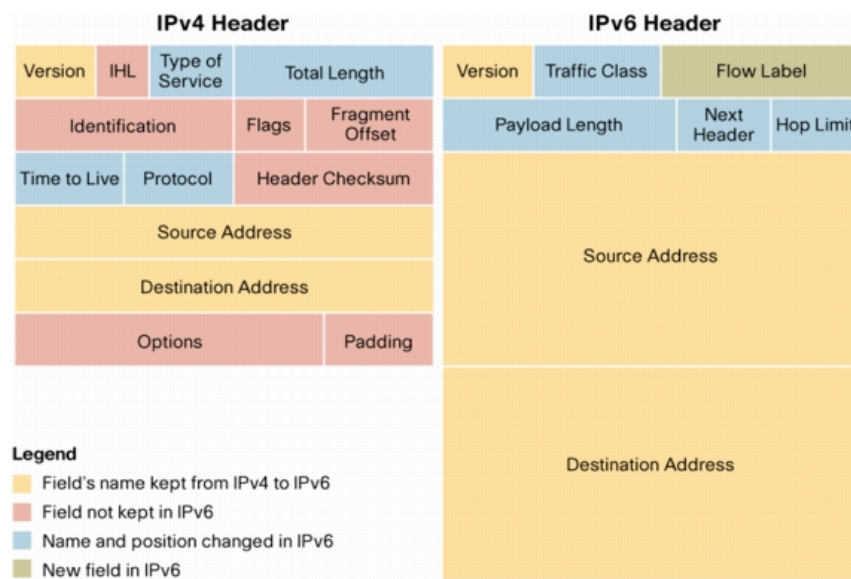 IPv4 Header
IPv6 Header
Version IHL Type of Service Total Length
Version Traffic Class Flow Label
Identification Flags Fragment Offset
Payload Length Next Header Hop Limit
Time to Live Protocol Header Checksum
Source Address
Destination Address
Options Padding
Source Address
Destination Address
Legend
Field's name kept from IPv4 to IPv6
Field not kept in IPv6
Name and position changed in IPv6
New field in IPv6